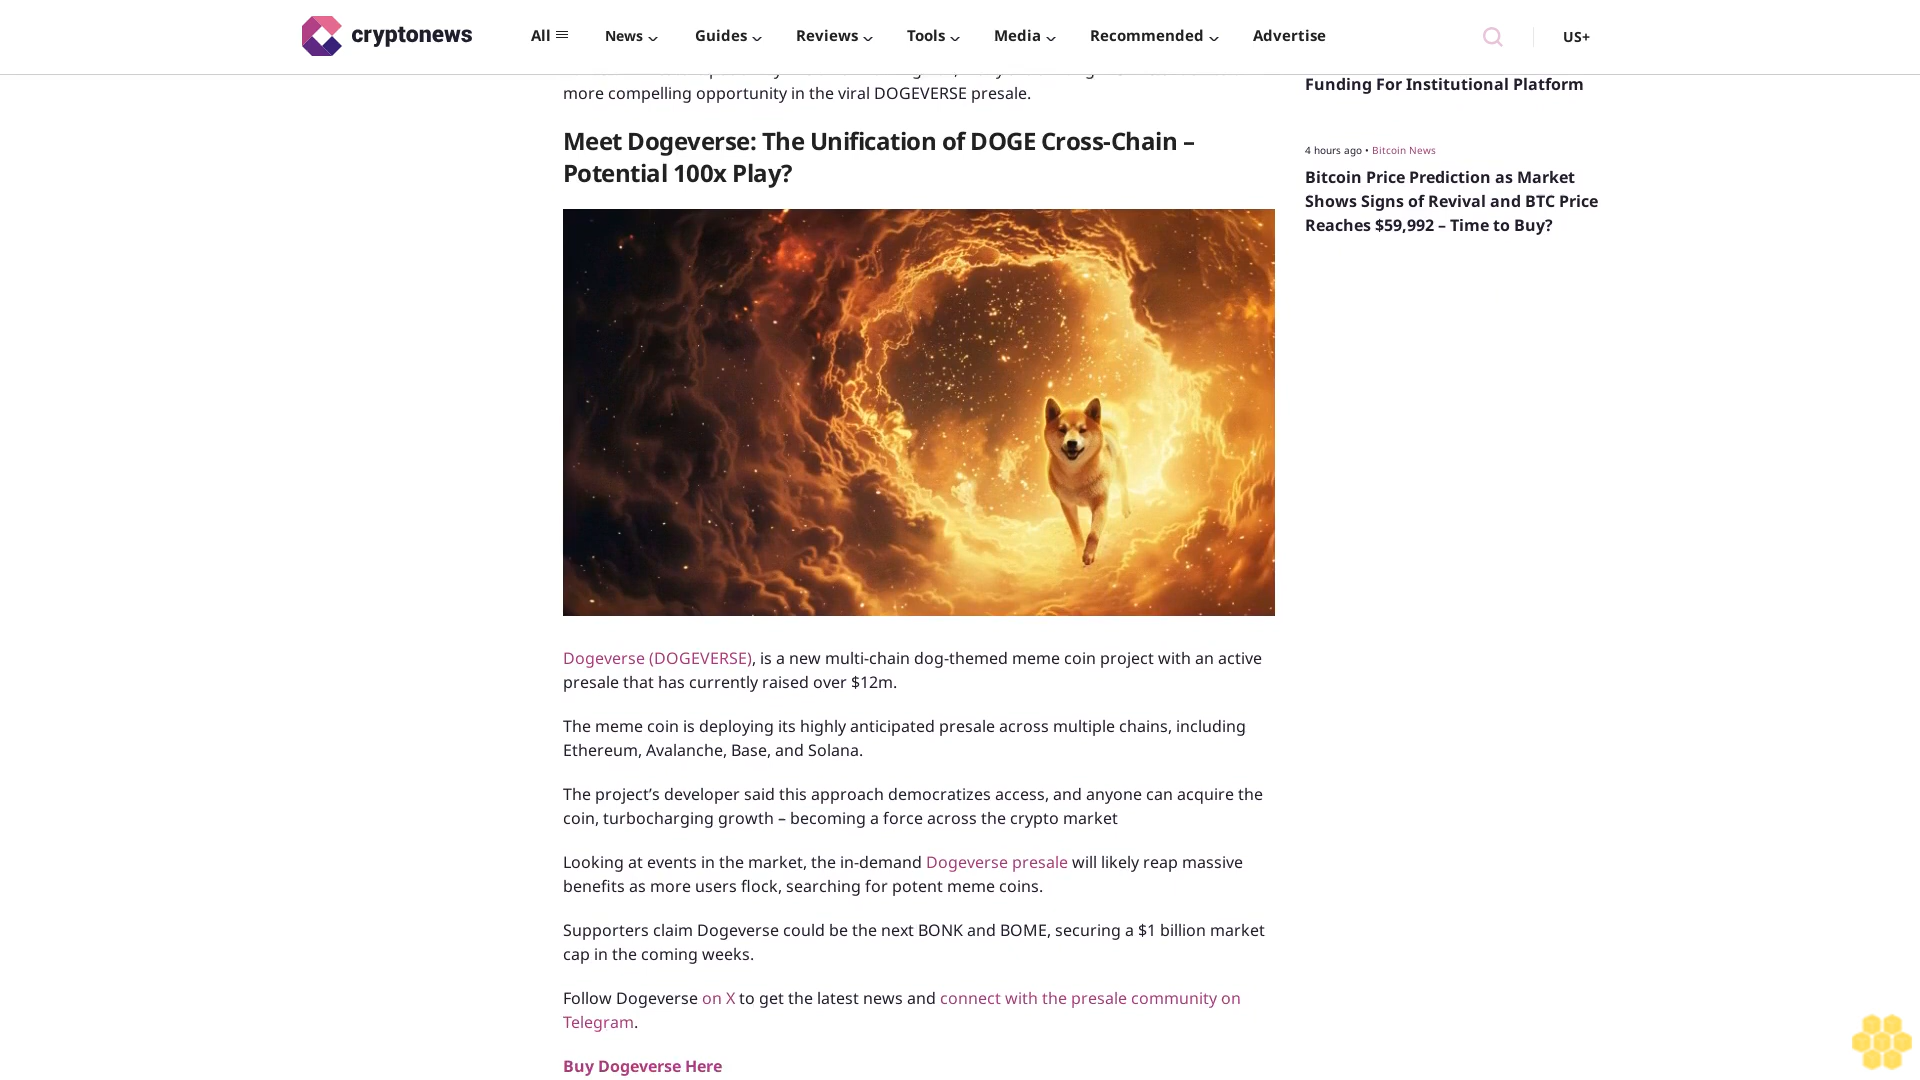 cryptonews
All
News
Guides
Reviews
Tools
Media
Recommended
Advertise
US+
more compelling opportunity in the viral DOGEVERSE presale.
Meet Dogeverse: The Unification of DOGE Cross-Chain –
Potential 100x Play?
Dogeverse (DOGEVERSE), is a new multi-chain dog-themed meme coin project with an active
presale that has currently raised over $12m.
The meme coin is deploying its highly anticipated presale across multiple chains, including
Ethereum, Avalanche, Base, and Solana.
The project’s developer said this approach democratizes access, and anyone can acquire the
coin, turbocharging growth – becoming a force across the crypto market
Looking at events in the market, the in-demand Dogeverse presale will likely reap massive
benefits as more users flock, searching for potent meme coins.
Supporters claim Dogeverse could be the next BONK and BOME, securing a $1 billion market
cap in the coming weeks.
Follow Dogeverse on X to get the latest news and connect with the presale community on
Telegram.
Buy Dogeverse Here
Funding For Institutional Platform
4 hours ago • Bitcoin News
Bitcoin Price Prediction as Market
Shows Signs of Revival and BTC Price
Reaches $59,992 – Time to Buy?